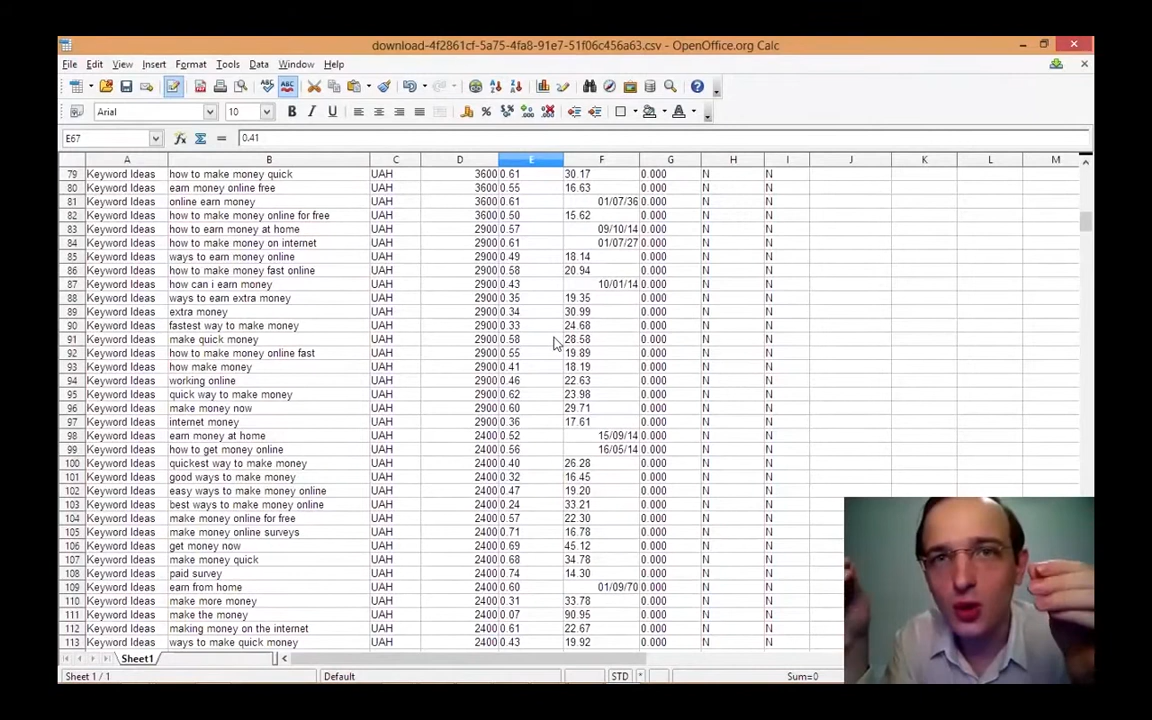 download-4f2861cf-5a75-4fa8-91e7-51f06c456a63.csv - OpenOffice.org Calc
File Edit View Insert Format Tools Data Window Help
Arial 10
E67 0.41
A B C D E F G H I J K L M
79 Keyword Ideas how to make money quick UAH 3600 0.61 30.17 0.000 N N
80 Keyword Ideas earn money online free UAH 3600 0.55 16.63 0.000 N N
81 Keyword Ideas online earn money UAH 3600 0.61 01/07/36 0.000 N N
82 Keyword Ideas how to make money online for free UAH 3600 0.50 15.62 0.000 N N
83 Keyword Ideas how to earn money at home UAH 2900 0.57 09/10/14 0.000 N N
84 Keyword Ideas how to make money on internet UAH 2900 0.61 01/07/27 0.000 N N
85 Keyword Ideas ways to earn money online UAH 2900 0.49 18.14 0.000 N N
86 Keyword Ideas how to make money fast online UAH 2900 0.58 20.94 0.000 N N
87 Keyword Ideas how can i earn money UAH 2900 0.43 10/01/14 0.000 N N
88 Keyword Ideas ways to earn extra money UAH 2900 0.35 19.35 0.000 N N
89 Keyword Ideas extra money UAH 2900 0.34 30.99 0.000 N N
90 Keyword Ideas fastest way to make money UAH 2900 0.33 24.68 0.000 N N
91 Keyword Ideas make quick money UAH 2900 0.58 28.58 0.000 N N
92 Keyword Ideas how to make money online fast UAH 2900 0.55 19.89 0.000 N N
93 Keyword Ideas how make money UAH 2900 0.41 18.19 0.000 N N
94 Keyword Ideas working online UAH 2900 0.46 22.63 0.000 N N
95 Keyword Ideas quick way to make money UAH 2900 0.62 23.98 0.000 N N
96 Keyword Ideas make money now UAH 2900 0.60 29.71 0.000 N N
97 Keyword Ideas internet money UAH 2900 0.36 17.61 0.000 N N
98 Keyword Ideas earn money at home UAH 2400 0.52 15/09/14 0.000 N N
99 Keyword Ideas how to get money online UAH 2400 0.56 16/05/14 0.000 N N
100 Keyword Ideas quickest way to make money UAH 2400 0.40 26.28 0.000 N N
101 Keyword Ideas good ways to make money UAH 2400 0.32 16.45 0.000 N N
102 Keyword Ideas easy ways to make money online UAH 2400 0.47 19.20 0.000 N N
103 Keyword Ideas best ways to make money online UAH 2400 0.24 33.21 0.000 N N
104 Keyword Ideas make money online for free UAH 2400 0.57 22.30 0.000 N N
105 Keyword Ideas make money online surveys UAH 2400 0.71 16.78 0.000 N N
106 Keyword Ideas get money now UAH 2400 0.69 45.12 0.000 N N
107 Keyword Ideas make money quick UAH 2400 0.68 34.78 0.000 N N
108 Keyword Ideas paid survey UAH 2400 0.74 14.30 0.000 N N
109 Keyword Ideas earn from home UAH 2400 0.60 01/09/70 0.000 N N
110 Keyword Ideas make more money UAH 2400 0.31 33.78 0.000 N N
111 Keyword Ideas make the money UAH 2400 0.07 90.95 0.000 N N
112 Keyword Ideas making money on the internet UAH 2400 0.61 22.67 0.000 N N
113 Keyword Ideas ways to make quick money UAH 2400 0.43 19.92 0.000 N N
Sheet1
Sheet 1 / 1 Default STD * Sum=0